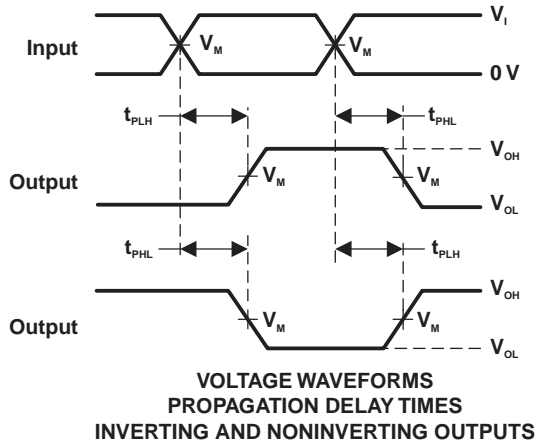 V_I
Input
V_M
V_M
0 V
t_PLH
t_PHL
V_OH
Output
V_M
V_M
V_OL
t_PHL
t_PLH
V_OH
Output
V_M
V_M
V_OL
VOLTAGE WAVEFORMS
PROPAGATION DELAY TIMES
INVERTING AND NONINVERTING OUTPUTS